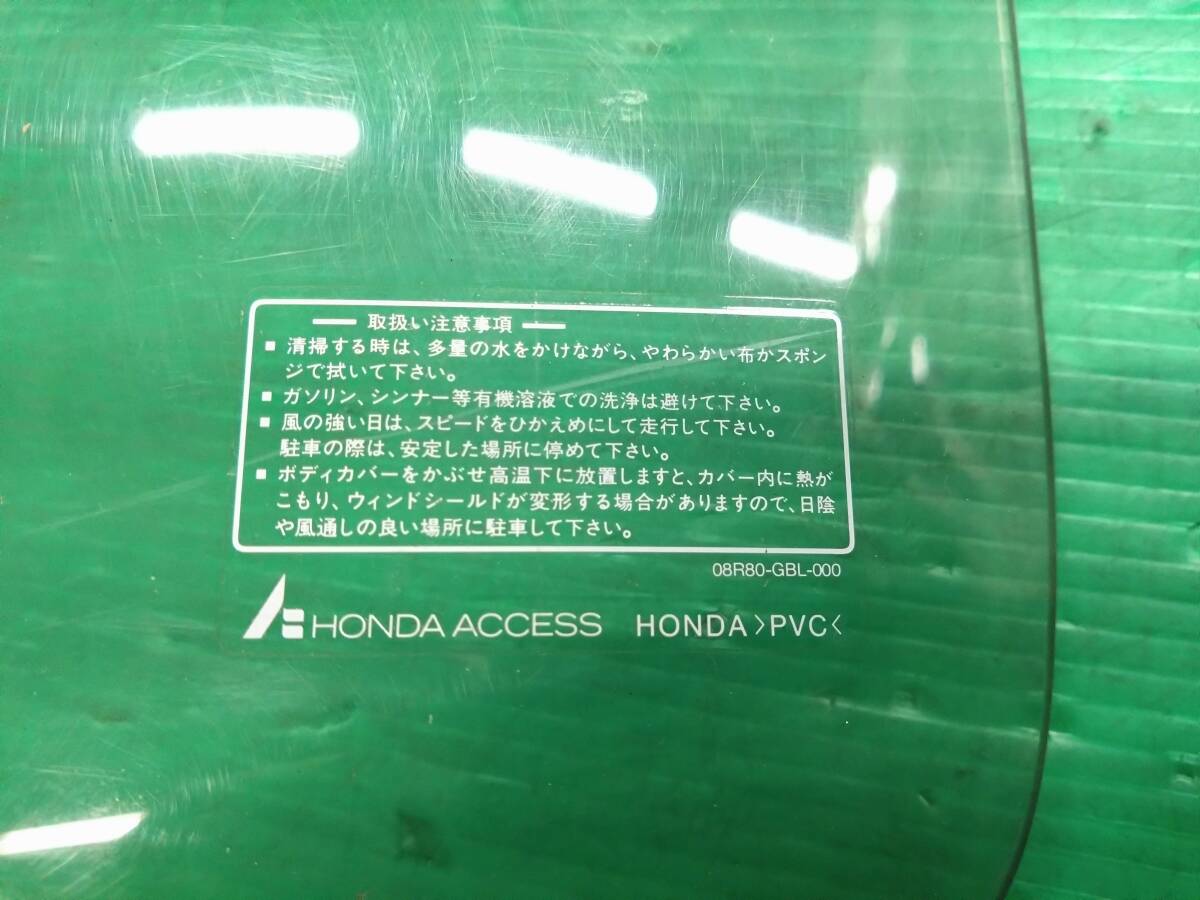 取扱い注意事項
■ 清掃する時は、多量の水をかけながら、やわらかい布かスポン
ジで拭いて下さい。
■ ガソリン、シンナー等有機溶液での洗浄は避けて下さい。
■ 風の強い日は、スピードをひかえめにして走行して下さい。
駐車の際は、安定した場所に停めて下さい。
■ ボディカバーをかぶせ高温下に放置しますと、カバー内に熱が
こもり、ウィンドシールドが変形する場合がありますので、日陰
や風通しの良い場所に駐車して下さい。
08R80-GBL-000
HONDA ACCESS HONDA >PVC<